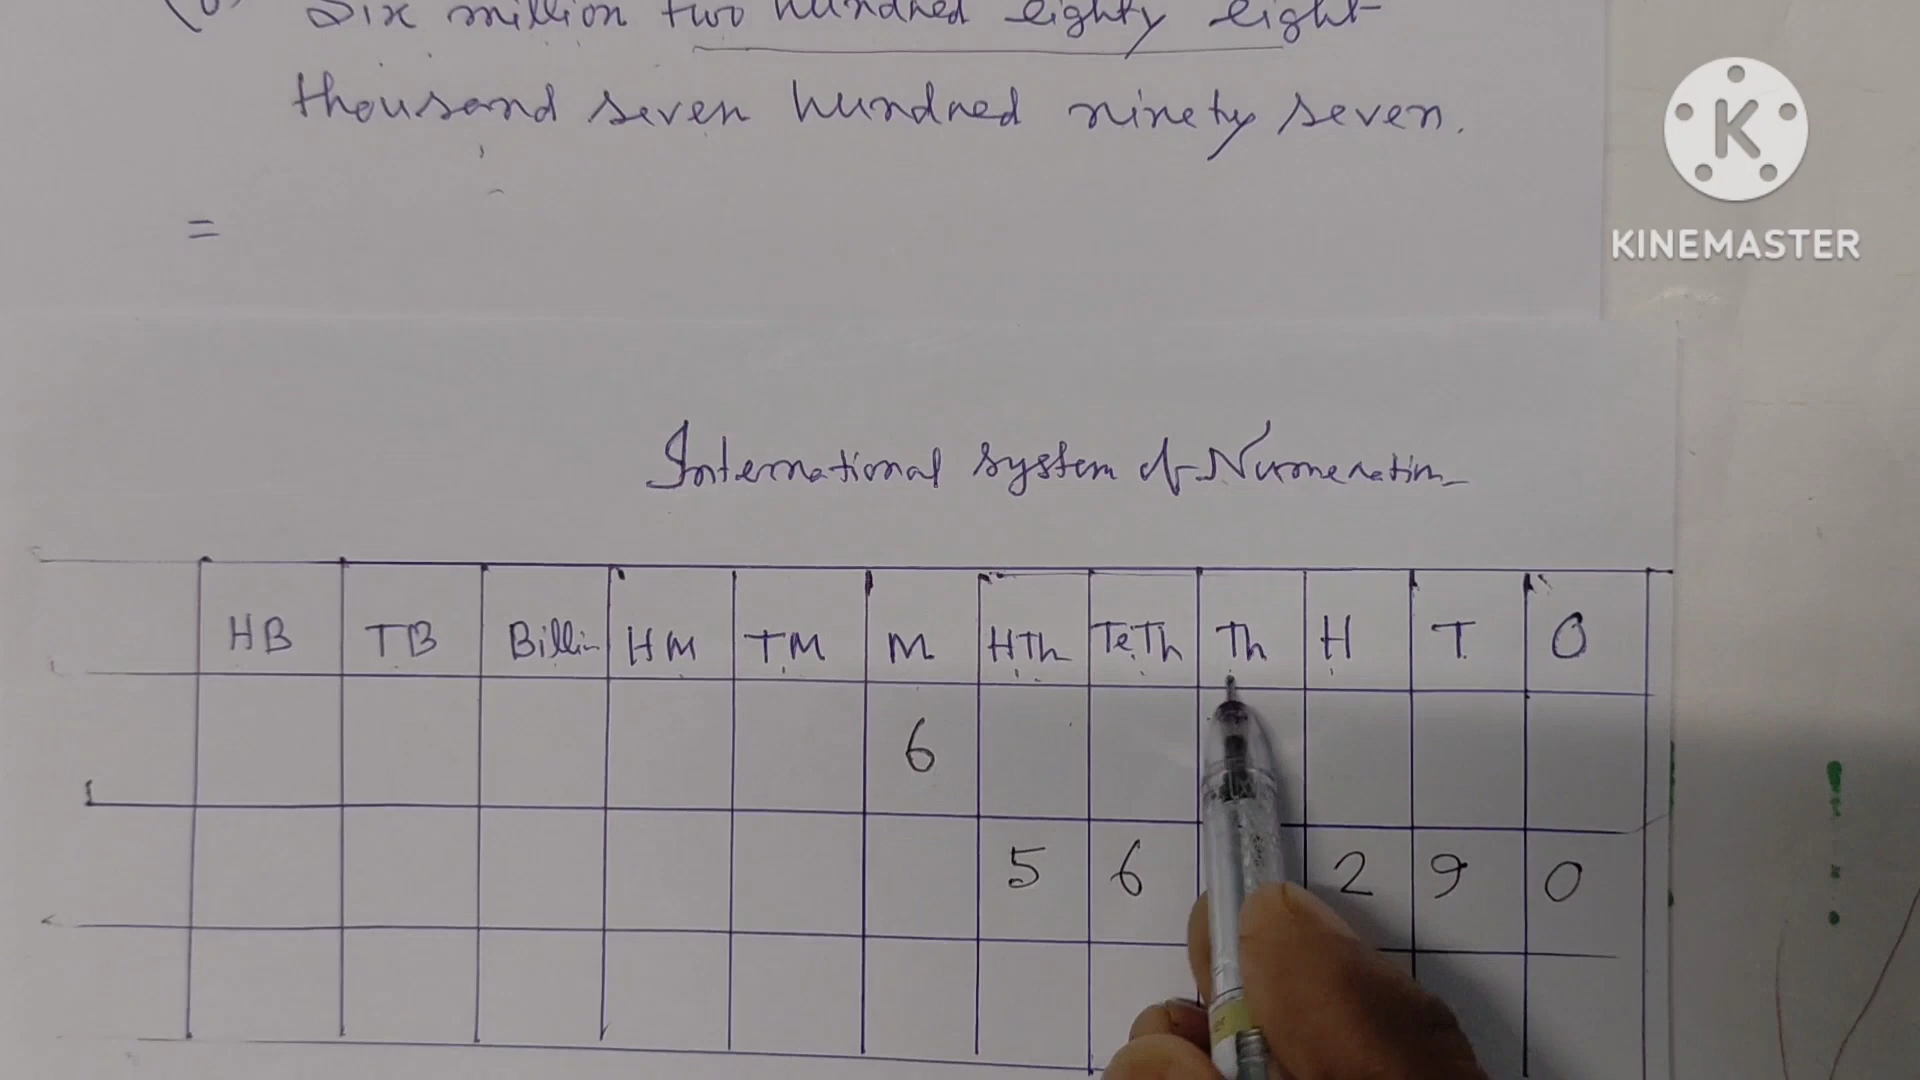 Six million two hundred eighty eight
thousand seven hundred ninety seven.
=
K
KINEMASTER
International system of Numeration
HB TB Billin HM TM M HTh TeTh Th H T O
6
5 6 2 9 0